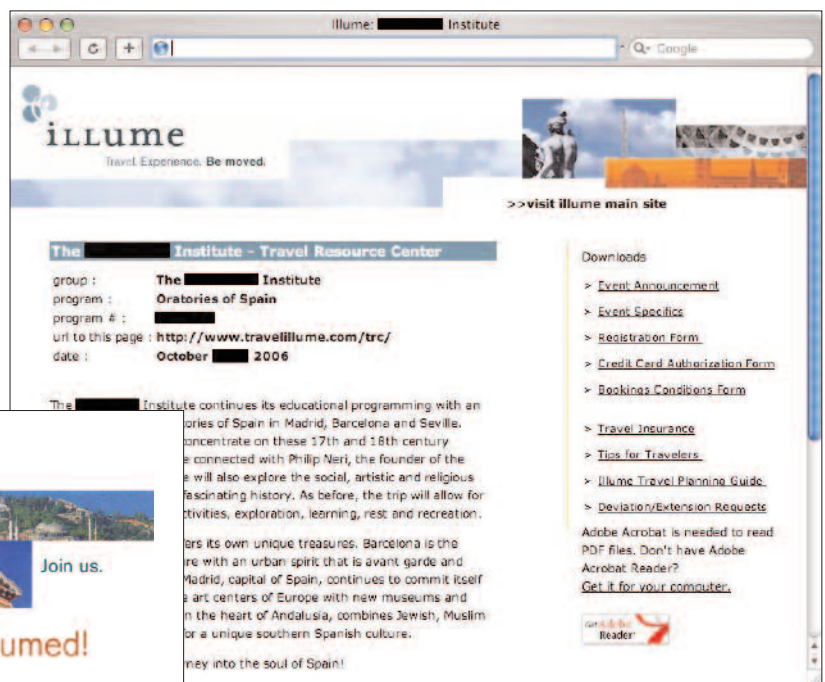 Illume: Institute
Google
iLLUme
Travel. Experience. Be moved.
>>visit illume main site
The Institute - Travel Resource Center
group : The Institute
program : Oratories of Spain
program # :
url to this page : http://www.travelillume.com/trc/
date : October 2006
The Institute continues its educational programming with an
ories of Spain in Madrid, Barcelona and Seville.
oncentrate on these 17th and 18th century
e connected with Philip Neri, the founder of the
e will also explore the social, artistic and religious
fascinating history. As before, the trip will allow for
ctivities, exploration, learning, rest and recreation.
ers its own unique treasures. Barcelona is the
re with an urban spirit that is avant garde and
Madrid, capital of Spain, continues to commit itself
e art centers of Europe with new museums and
n the heart of Andalusia, combines Jewish, Muslim
for a unique southern Spanish culture.
rney into the soul of Spain!
Downloads
> Event Announcement
> Event Specifics
> Registration Form
> Credit Card Authorization Form
> Bookings Conditions Form
> Travel Insurance
> Tips for Travelers
> Illume Travel Planning Guide
> Deviation/Extension Requests
Adobe Acrobat is needed to read
PDF files. Don't have Adobe
Acrobat Reader?
Get it for your computer.
Get Adobe
Reader
Join us.
umed!